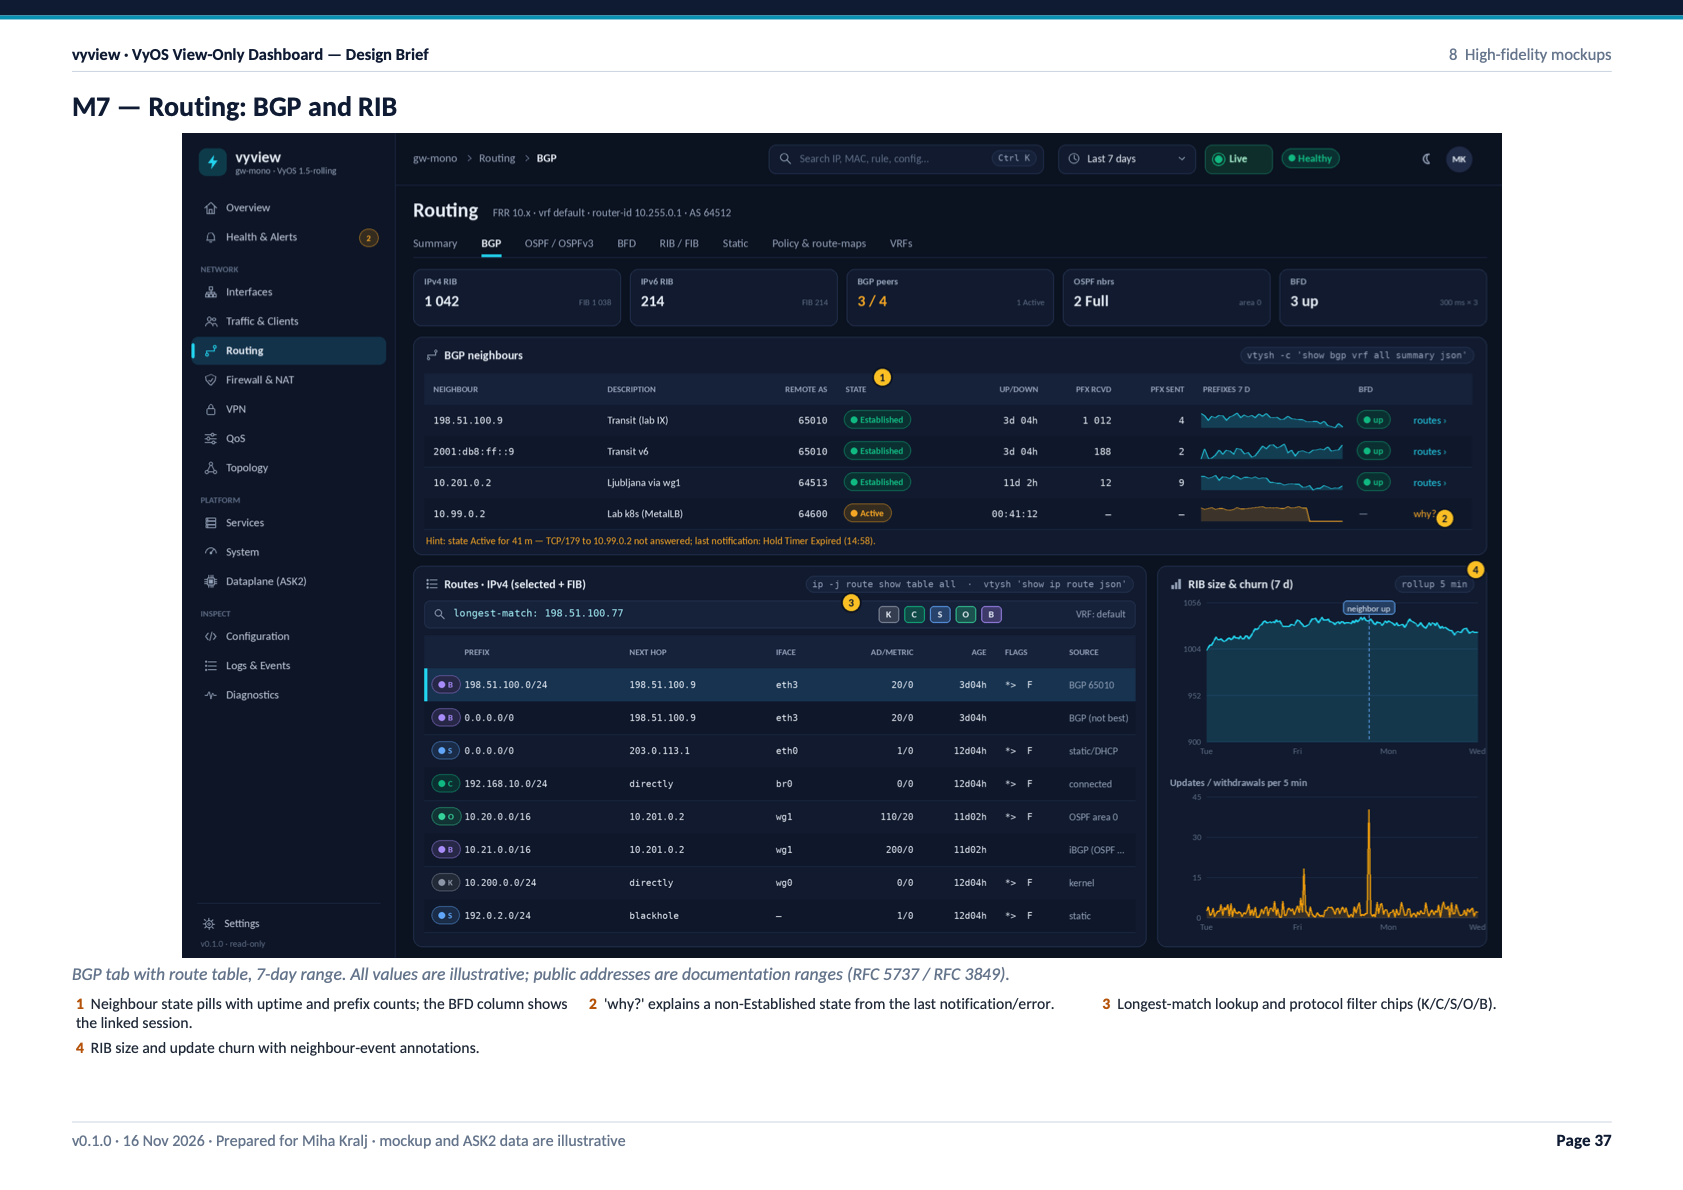 vyview · VyOS View-Only Dashboard — Design Brief
8 High-fidelity mockups
M7 — Routing: BGP and RIB
vyview
gw-mono · VyOS 1.5-rolling
Overview
Health & Alerts 2
NETWORK
Interfaces
Traffic & Clients
Routing
Firewall & NAT
VPN
QoS
Topology
PLATFORM
Services
System
Dataplane (ASK2)
INSPECT
Configuration
Logs & Events
Diagnostics
Settings
v0.1.0 · read-only
gw-mono > Routing > BGP
Search IP, MAC, rule, config... Ctrl K
Last 7 days
Live
Healthy
MK
Routing FRR 10.x · vrf default · router-id 10.255.0.1 · AS 64512
Summary BGP OSPF / OSPFv3 BFD RIB / FIB Static Policy & route-maps VRFs
IPv4 RIB
1 042 FIB 1 038
IPv6 RIB
214 FIB 214
BGP peers
3 / 4 1 Active
OSPF nbrs
2 Full area 0
BFD
3 up 300 ms × 3
BGP neighbours vtysh -c 'show bgp vrf all summary json'
1
NEIGHBOUR DESCRIPTION REMOTE AS STATE UP/DOWN PFX RCVD PFX SENT PREFIXES 7 D BFD
198.51.100.9 Transit (lab IX) 65010 Established 3d 04h 1 012 4 up routes ›
2001:db8:ff::9 Transit v6 65010 Established 3d 04h 188 2 up routes ›
10.201.0.2 Ljubljana via wg1 64513 Established 11d 2h 12 9 up routes ›
10.99.0.2 Lab k8s (MetalLB) 64600 Active 00:41:12 — — — why? 2
Hint: state Active for 41 m — TCP/179 to 10.99.0.2 not answered; last notification: Hold Timer Expired (14:58).
Routes · IPv4 (selected + FIB) ip -j route show table all · vtysh 'show ip route json'
3
longest-match: 198.51.100.77 K C S O B VRF: default
PREFIX NEXT HOP IFACE AD/METRIC AGE FLAGS SOURCE
B 198.51.100.0/24 198.51.100.9 eth3 20/0 3d04h *> F BGP 65010
B 0.0.0.0/0 198.51.100.9 eth3 20/0 3d04h BGP (not best)
S 0.0.0.0/0 203.0.113.1 eth0 1/0 12d04h *> F static/DHCP
C 192.168.10.0/24 directly br0 0/0 12d04h *> F connected
O 10.20.0.0/16 10.201.0.2 wg1 110/20 11d02h *> F OSPF area 0
B 10.21.0.0/16 10.201.0.2 wg1 200/0 11d02h iBGP (OSPF ...
K 10.200.0.0/24 directly wg0 0/0 12d04h *> F kernel
S 192.0.2.0/24 blackhole — 1/0 12d04h *> F static
4
RIB size & churn (7 d) rollup 5 min
1056
neighbor up
1004
952
900
Tue Fri Mon Wed
Updates / withdrawals per 5 min
45
30
15
0
Tue Fri Mon Wed
BGP tab with route table, 7-day range. All values are illustrative; public addresses are documentation ranges (RFC 5737 / RFC 3849).
1 Neighbour state pills with uptime and prefix counts; the BFD column shows
the linked session.
2 'why?' explains a non-Established state from the last notification/error.
3 Longest-match lookup and protocol filter chips (K/C/S/O/B).
4 RIB size and update churn with neighbour-event annotations.
v0.1.0 · 16 Nov 2026 · Prepared for Miha Kralj · mockup and ASK2 data are illustrative
Page 37